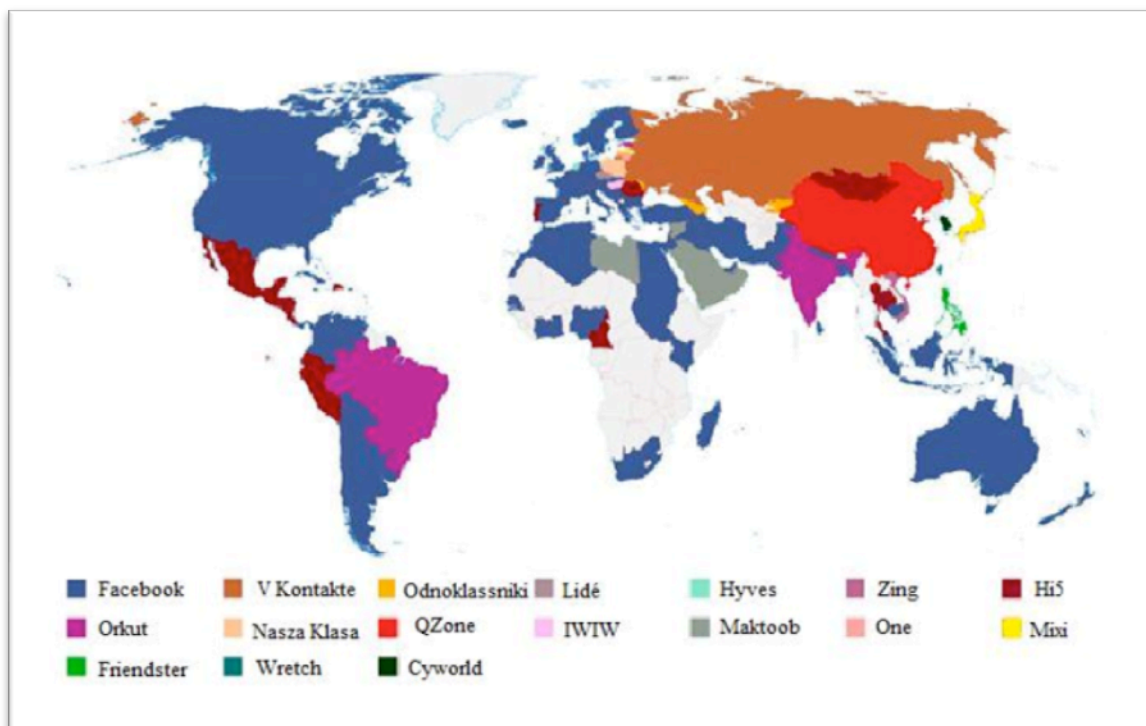 Facebook V Kontakte Odnoklassniki Lidé Hyves Zing Hi5
Orkut Nasza Klasa QZone IWIW Maktoob One Mixi
Friendster Wretch Cyworld